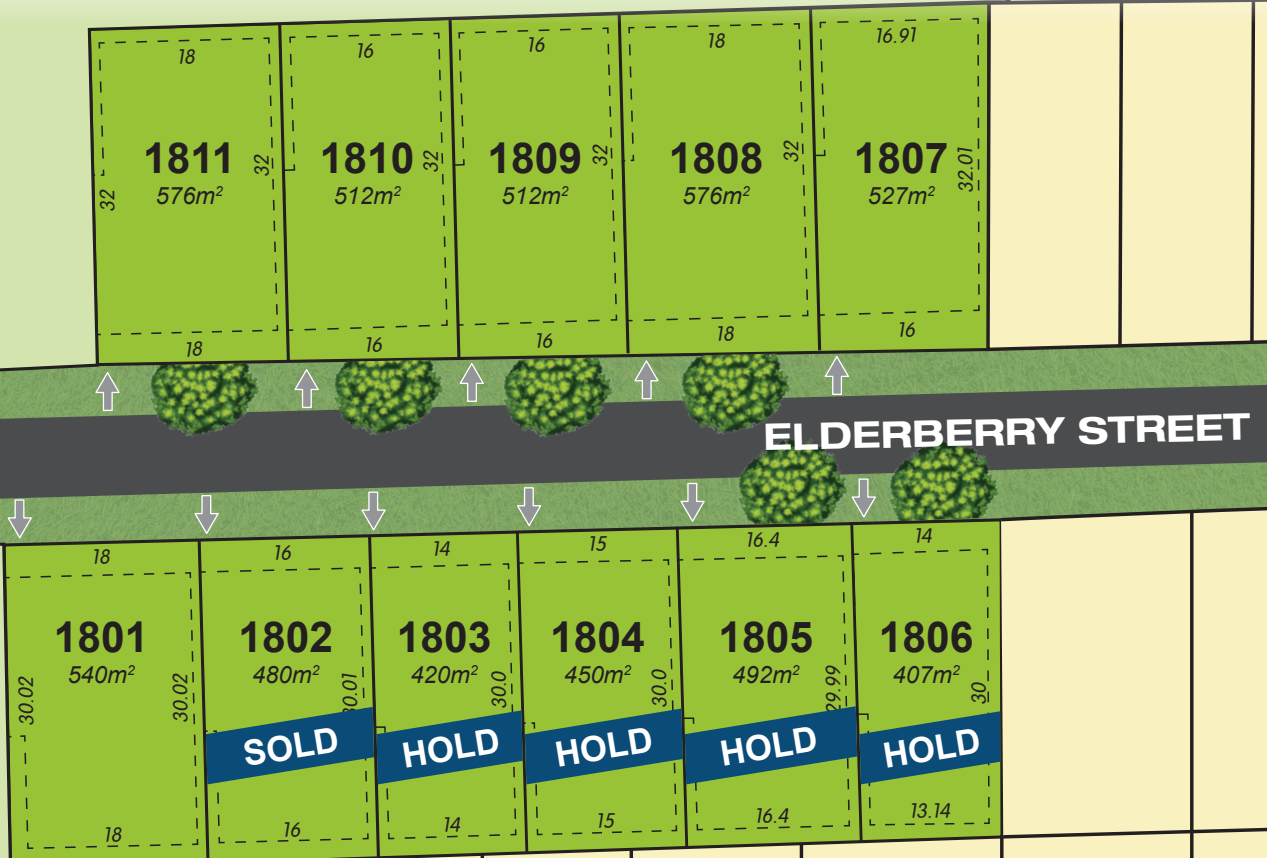 18
16
16
18
16.91
1811
576m²
32
32
1810
512m²
32
1809
512m²
32
1808
576m²
32
1807
527m²
32.01
18
16
16
18
16
ELDERBERRY STREET
18
16
14
15
16.4
14
1801
540m²
30.02
30.02
1802
480m²
30.01
1803
420m²
30.0
1804
450m²
30.0
1805
492m²
29.99
1806
407m²
30
SOLD
HOLD
HOLD
HOLD
HOLD
18
16
14
15
16.4
13.14